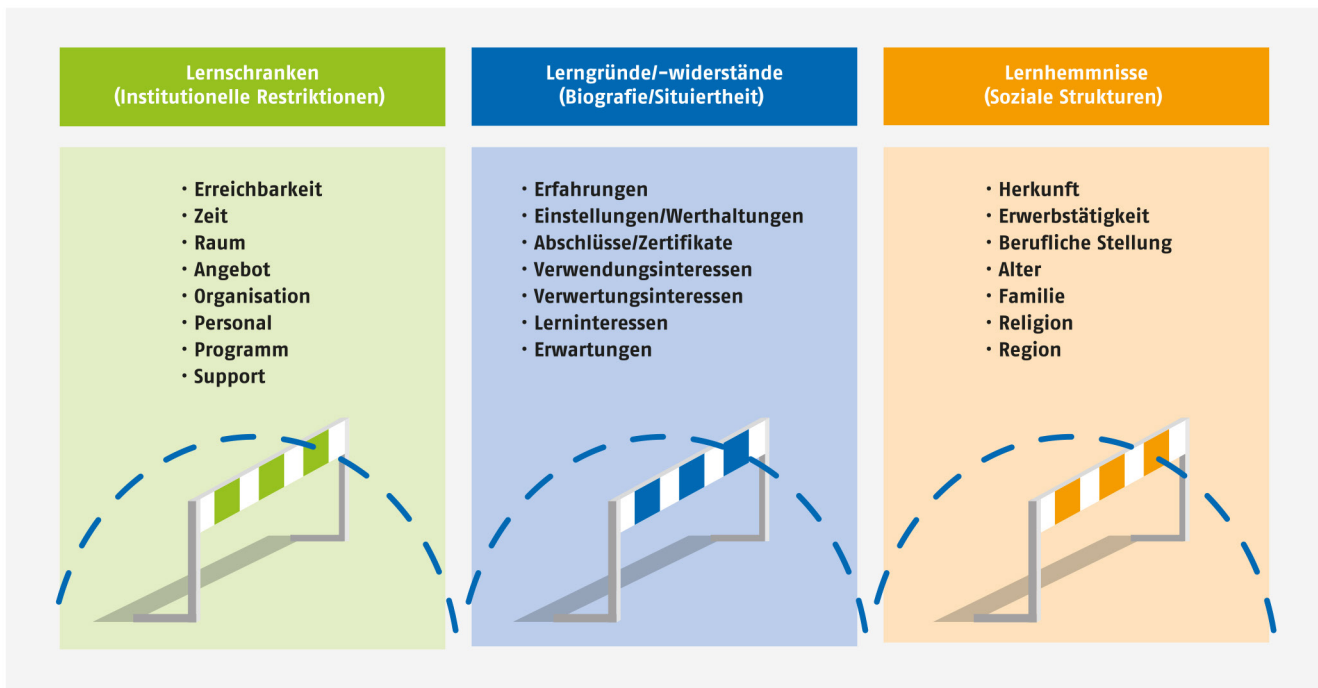 Lernschranken
(Institutionelle Restriktionen)
· Erreichbarkeit
· Zeit
· Raum
· Angebot
· Organisation
· Personal
· Programm
· Support
Lerngründe/-widerstände
(Biografie/Situiertheit)
· Erfahrungen
· Einstellungen/Werthaltungen
· Abschlüsse/Zertifikate
· Verwendungsinteressen
· Verwertungsinteressen
· Lerninteressen
· Erwartungen
Lernhemmnisse
(Soziale Strukturen)
· Herkunft
· Erwerbstätigkeit
· Berufliche Stellung
· Alter
· Familie
· Religion
· Region